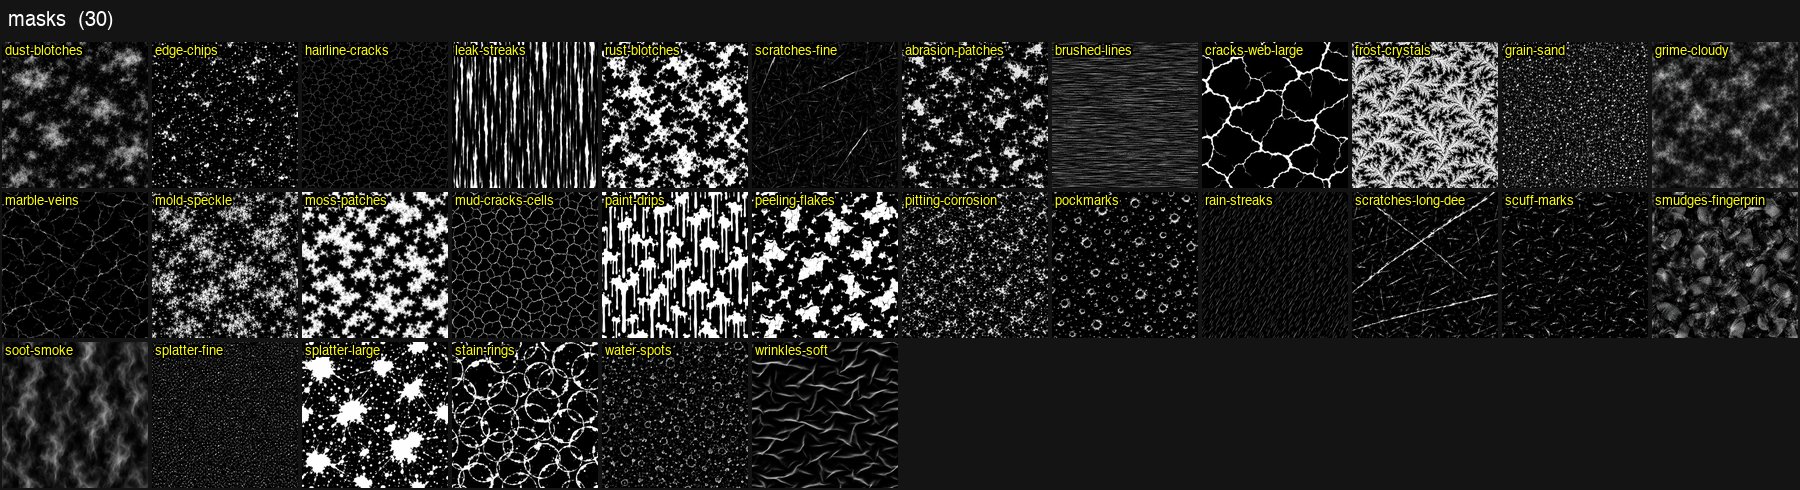 masks (30)
dust-blotches edge-chips hairline-cracks leak-streaks rust-blotches scratches-fine abrasion-patches brushed-lines cracks-web-large frost-crystals grain-sand grime-cloudy
marble-veins mold-speckle moss-patches mud-cracks-cells paint-drips peeling-flakes pitting-corrosion pockmarks rain-streaks scratches-long-dee scuff-marks smudges-fingerprin
soot-smoke splatter-fine splatter-large stain-rings water-spots wrinkles-soft